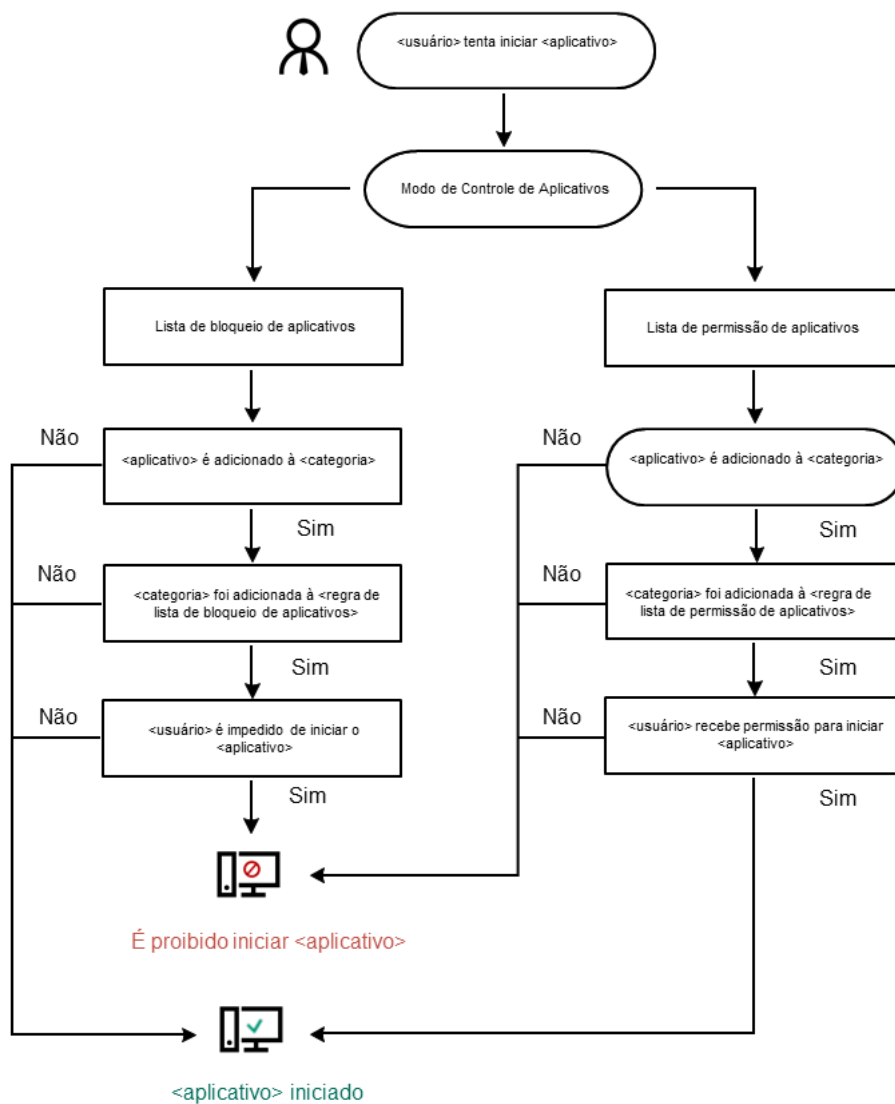 <usuário> tenta iniciar <aplicativo>
Modo de Controle de Aplicativos
Lista de bloqueio de aplicativos
Lista de permissão de aplicativos
Não
<aplicativo> é adicionado à <categoria>
Não
<aplicativo> é adicionado à <categoria>
Sim
Sim
Não
<categoria> foi adicionada à <regra de
lista de bloqueio de aplicativos>
Não
<categoria> foi adicionada à <regra de
lista de permissão de aplicativos>
Sim
Sim
Não
<usuário> é impedido de iniciar o
<aplicativo>
Não
<usuário> recebe permissão para iniciar
<aplicativo>
Sim
Sim
É proibido iniciar <aplicativo>
<aplicativo> iniciado